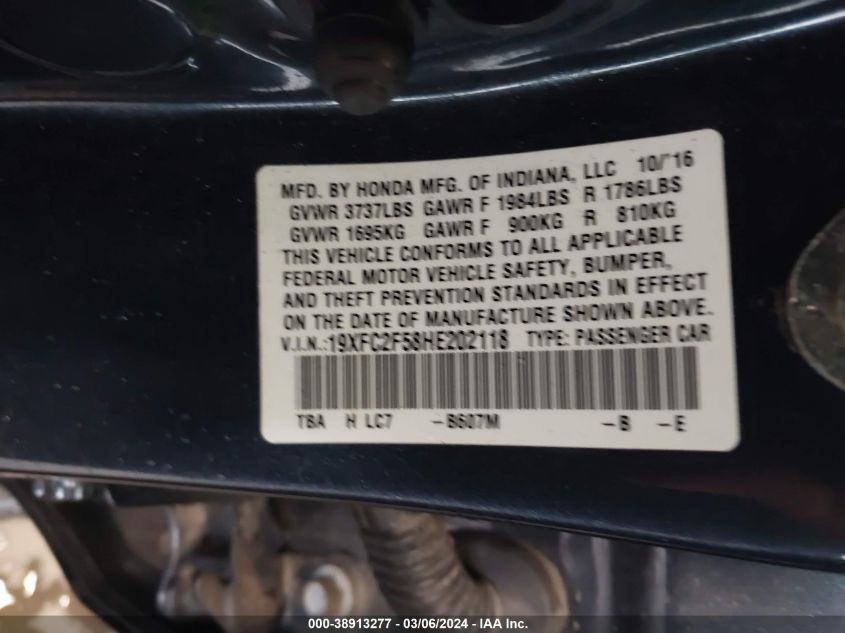 MFD. BY HONDA MFG. OF INDIANA, LLC 10/'16
GVWR 3737LBS GAWR F 1984LBS R 1786LBS
GVWR 1695KG GAWR F 900KG R 810KG
THIS VEHICLE CONFORMS TO ALL APPLICABLE
FEDERAL MOTOR VEHICLE SAFETY, BUMPER,
AND THEFT PREVENTION STANDARDS IN EFFECT
ON THE DATE OF MANUFACTURE SHOWN ABOVE.
V.I.N.:19XFC2F58HE202118 TYPE: PASSENGER CAR
TBA H LC7 -B607M -B -E
000-38913277 - 03/06/2024 - IAA Inc.